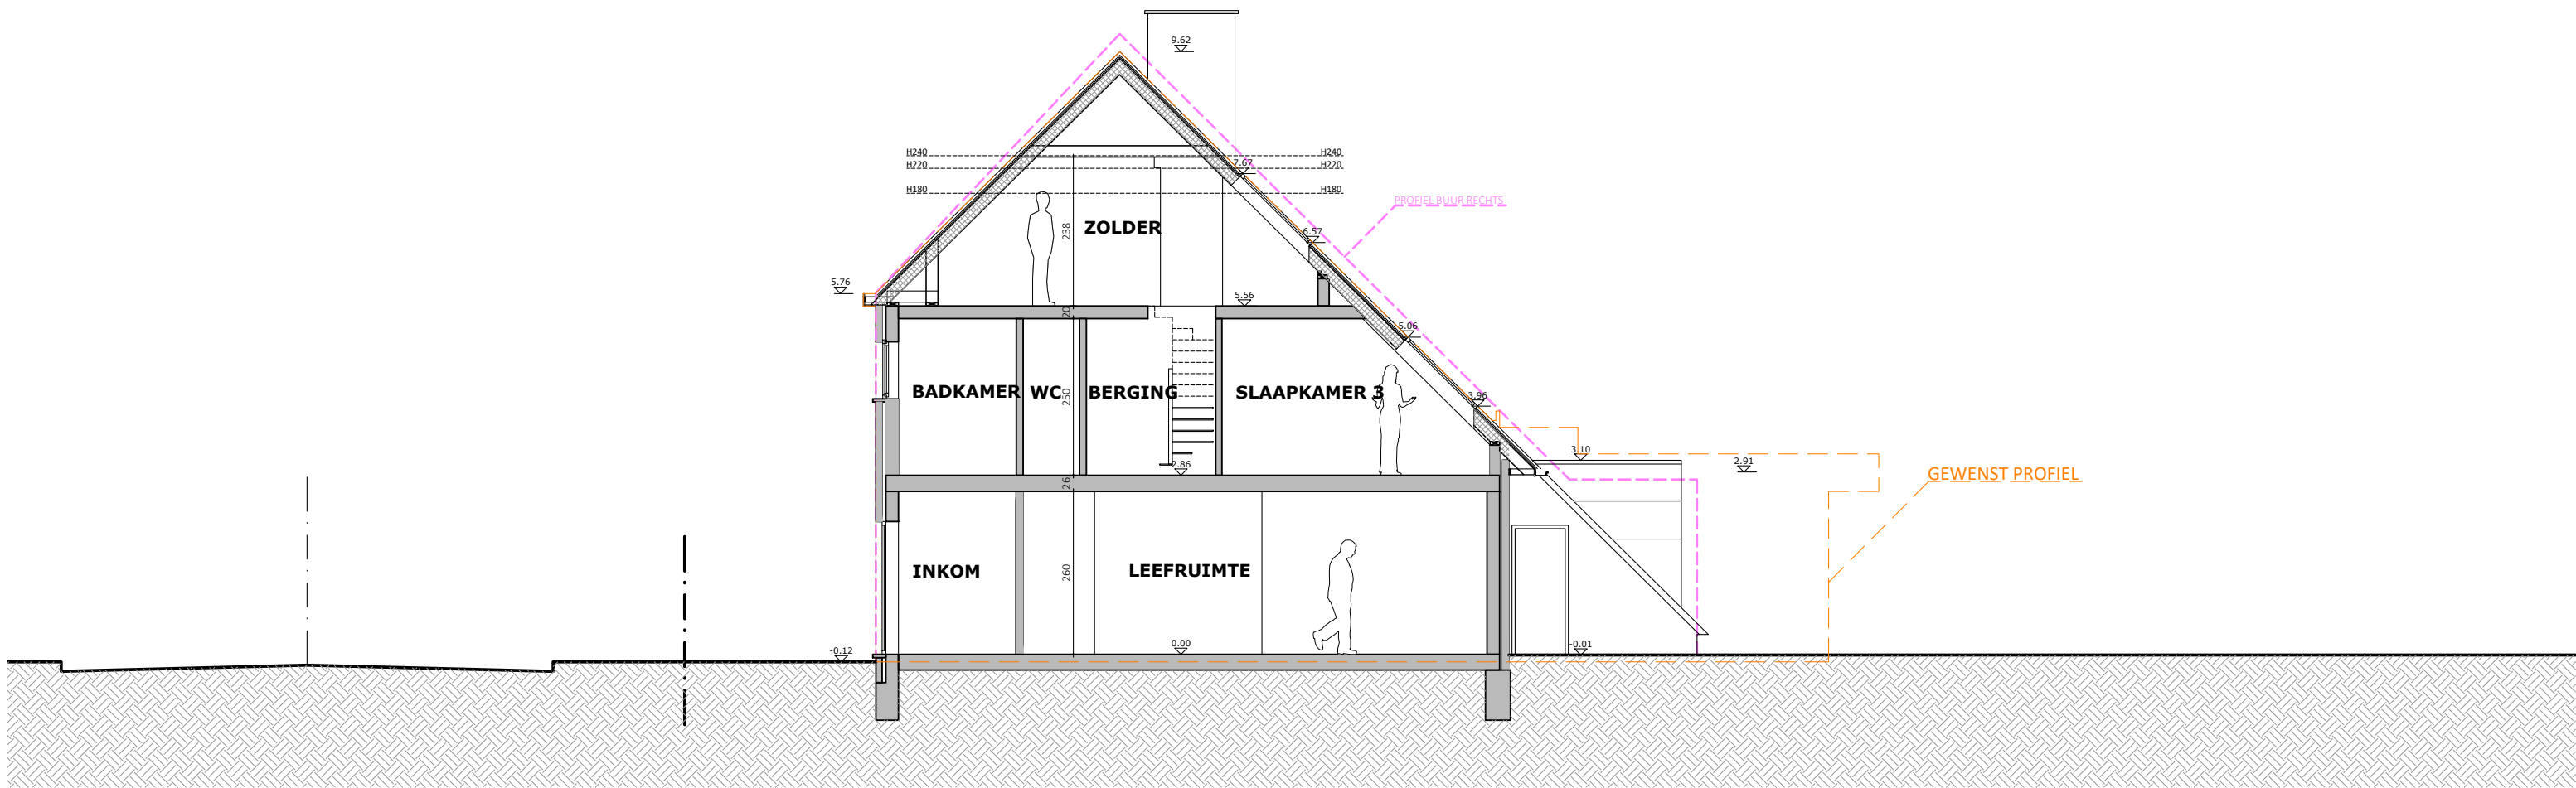 9.62
H240 H240
7.67
H220 H220
H180 H180
PROFIEL BUUR RECHTS
ZOLDER
238
6.57
5.76
5.56
20
5.06
BADKAMER WC BERGING SLAAPKAMER 3
250
3.96
3.10
2.86
2.91
GEWENST PROFIEL
26
INKOM LEEFRUIMTE
260
-0.12
0.00
-0.01